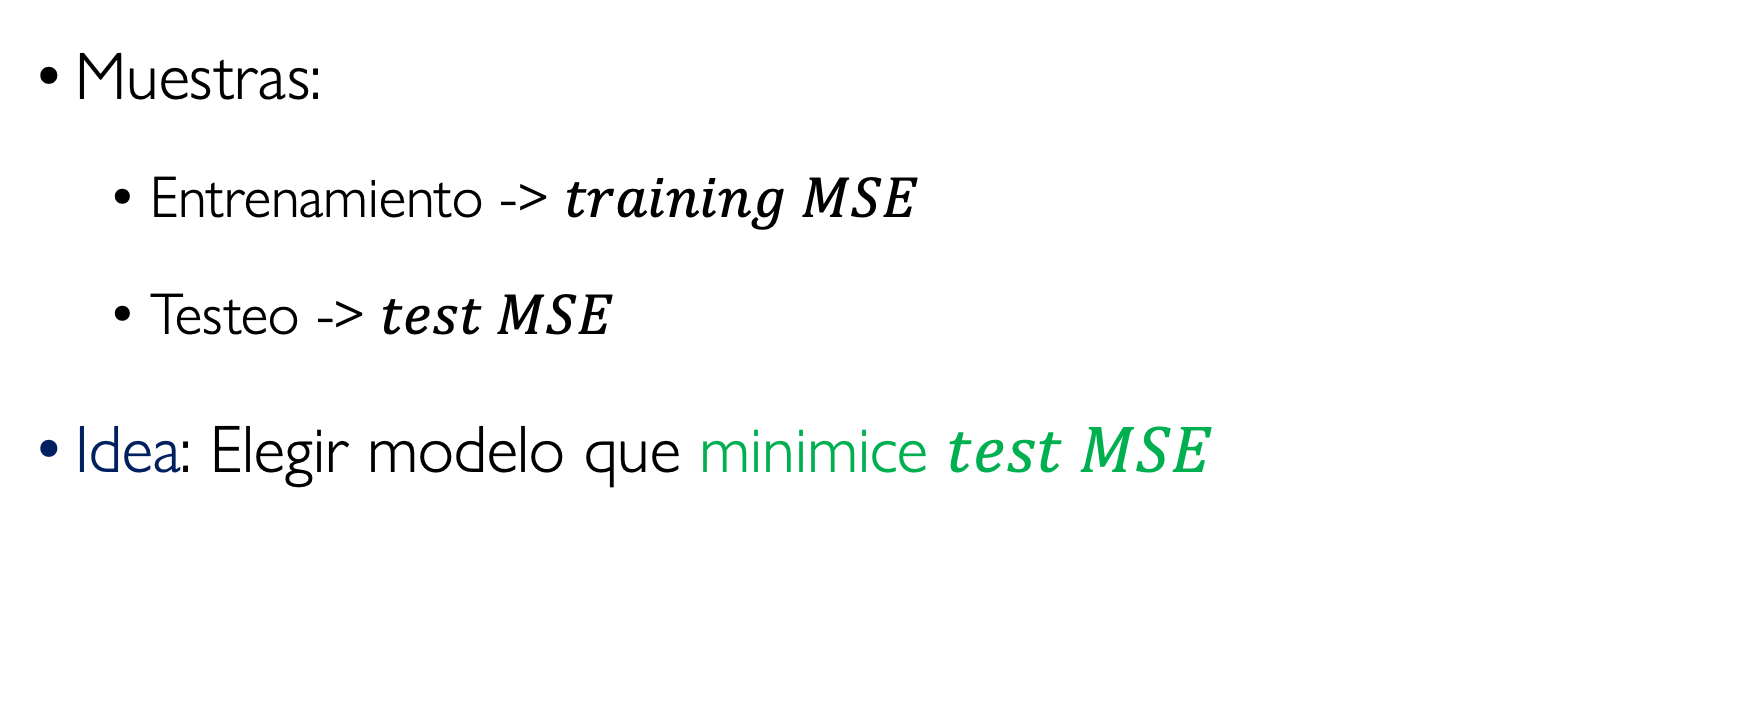 • Muestras:
• Entrenamiento -> training MSE
• Testeo -> test MSE
• Idea: Elegir modelo que minimice test MSE